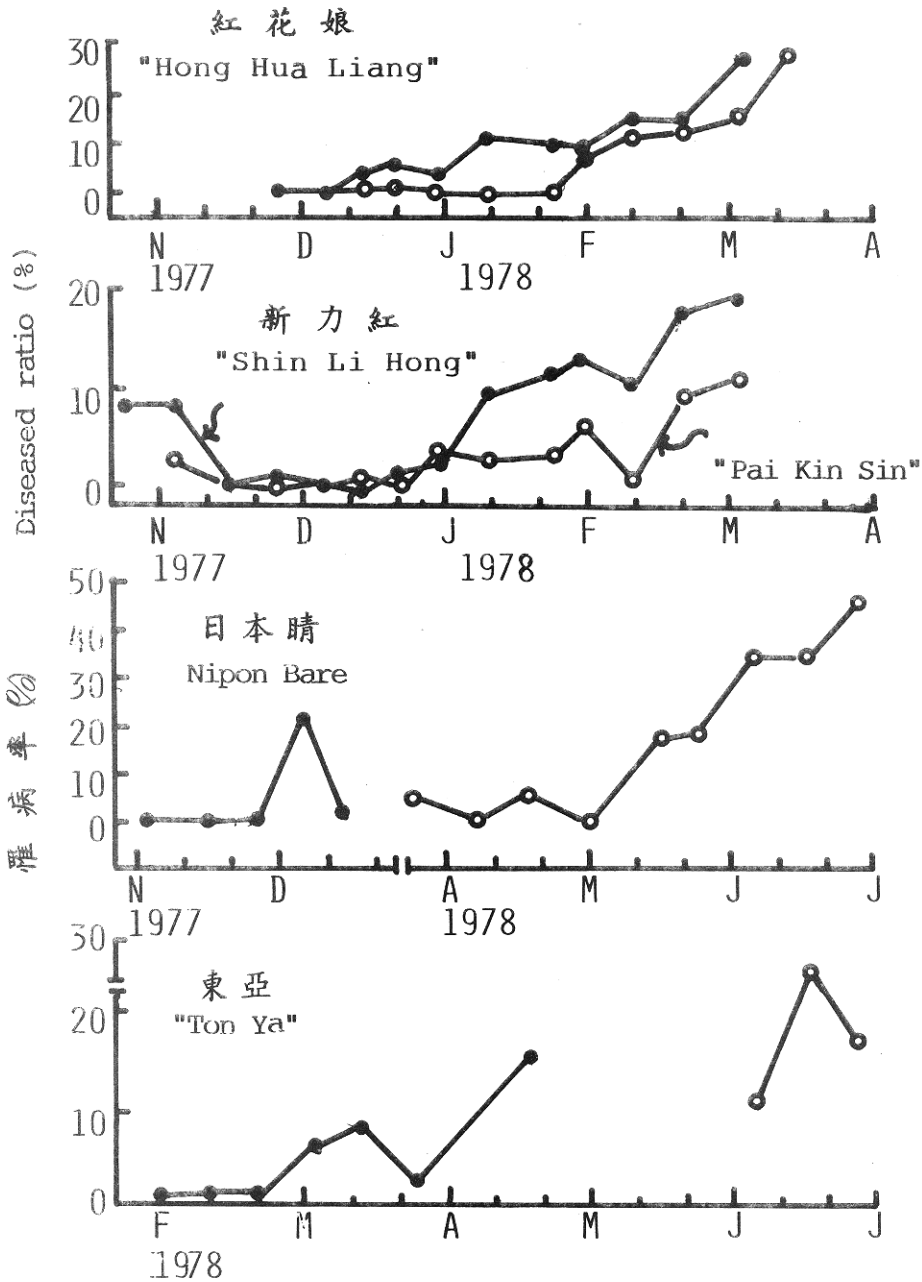 紅花娘
"Hong Hua Liang"
30
20
10
0
N D J F M A
1977 1978
Diseased ratio (%)
20
10
0
新力紅
"Shin Li Hong"
"Pai Kin Sin"
N D J F M A
1977 1978
罹病率(%)
50
40
30
20
10
0
日本晴
Nipon Bare
N D A M J J
1977 1978
30
20
10
0
東亞
"Ton Ya"
F M A M J J
1978